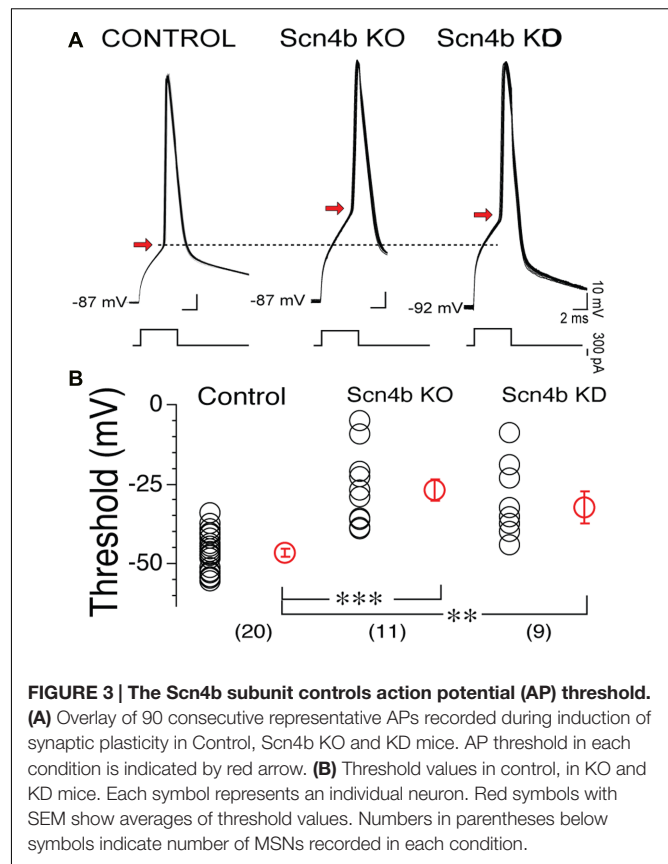 A CONTROL Scn4b KO Scn4b KD
-87 mV -87 mV -92 mV
10 mV
2 ms
300 pA
B
Control Scn4b KO Scn4b KD
Threshold (mV)
0
-25
-50
***
**
(20) (11) (9)
FIGURE 3 | The Scn4b subunit controls action potential (AP) threshold.
(A) Overlay of 90 consecutive representative APs recorded during induction of
synaptic plasticity in Control, Scn4b KO and KD mice. AP threshold in each
condition is indicated by red arrow. (B) Threshold values in control, in KO and
KD mice. Each symbol represents an individual neuron. Red symbols with
SEM show averages of threshold values. Numbers in parentheses below
symbols indicate number of MSNs recorded in each condition.